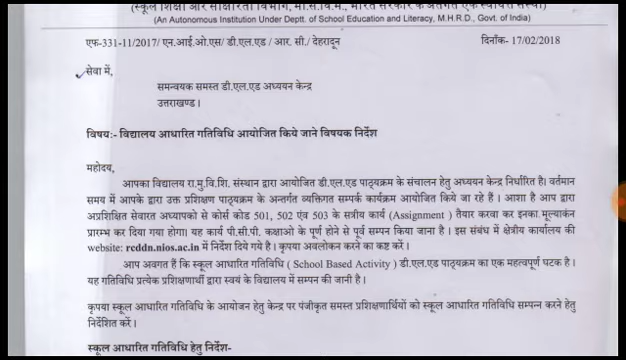 (स्कूल शिक्षा और साक्षरता विभाग, मा.सं.वि.मं., भारत सरकार के अंतर्गत एक स्वायत्त संस्था)
(An Autonomous Institution Under Deptt. of School Education and Literacy, M.H.R.D., Govt. of India)
एफ-331-11/2017/ एन.आई.ओ.एस/ डी.एल.एड / आर. सी./ देहरादून दिनाँक- 17/02/2018
सेवा में,
समन्वयक समस्त डी.एल.एड अध्ययन केन्द्र
उत्तराखण्ड।
विषयः- विद्यालय आधारित गतिविधि आयोजित किये जाने विषयक निर्देश
महोदय,
आपका विद्यालय रा.मु.वि.शि. संस्थान द्वारा आयोजित डी.एल.एड पाठ्यक्रम के संचालन हेतु अध्ययन केन्द्र निर्धारित है। वर्तमान
समय में आपके द्वारा उक्त प्रशिक्षण पाठ्यक्रम के अन्तर्गत व्यक्तिगत सम्पर्क कार्यक्रम आयोजित किये जा रहे हैं । आशा है आप द्वारा
अप्रशिक्षित सेवारत अध्यापको से कोर्स कोड 501, 502 एंव 503 के सत्रीय कार्य (Assignment ) तैयार करवा कर इनका मूल्याकंन
प्रारम्भ कर दिया गया होगा। यह कार्य पी.सी.पी. कक्षाओ के पूर्ण होने से पूर्व सम्पन किया जाना है । इस संबंध में क्षेत्रीय कार्यालय की
website: rcddn.nios.ac.in में निर्देश दिये गये है । कृपया अवलोकन करने का कष्ट करें ।
आप अवगत हैं कि स्कूल आधारित गतिविधि ( School Based Activity ) डी.एल.एड पाठ्यक्रम का एक महत्वपूर्ण घटक है ।
यह गतिविधि प्रत्येक प्रशिक्षणार्थी द्वारा स्वयं के विद्यालय में सम्पन की जानी है ।
कृपया स्कूल आधारित गतिविधि के आयोजन हेतु केन्द्र पर पंजीकृत समस्त प्रशिक्षणार्थियों को स्कूल आधारित गतिविधि सम्पन्न करने हेतु
निर्देशित करें ।
स्कूल आधारित गतिविधि हेतु निर्देश-